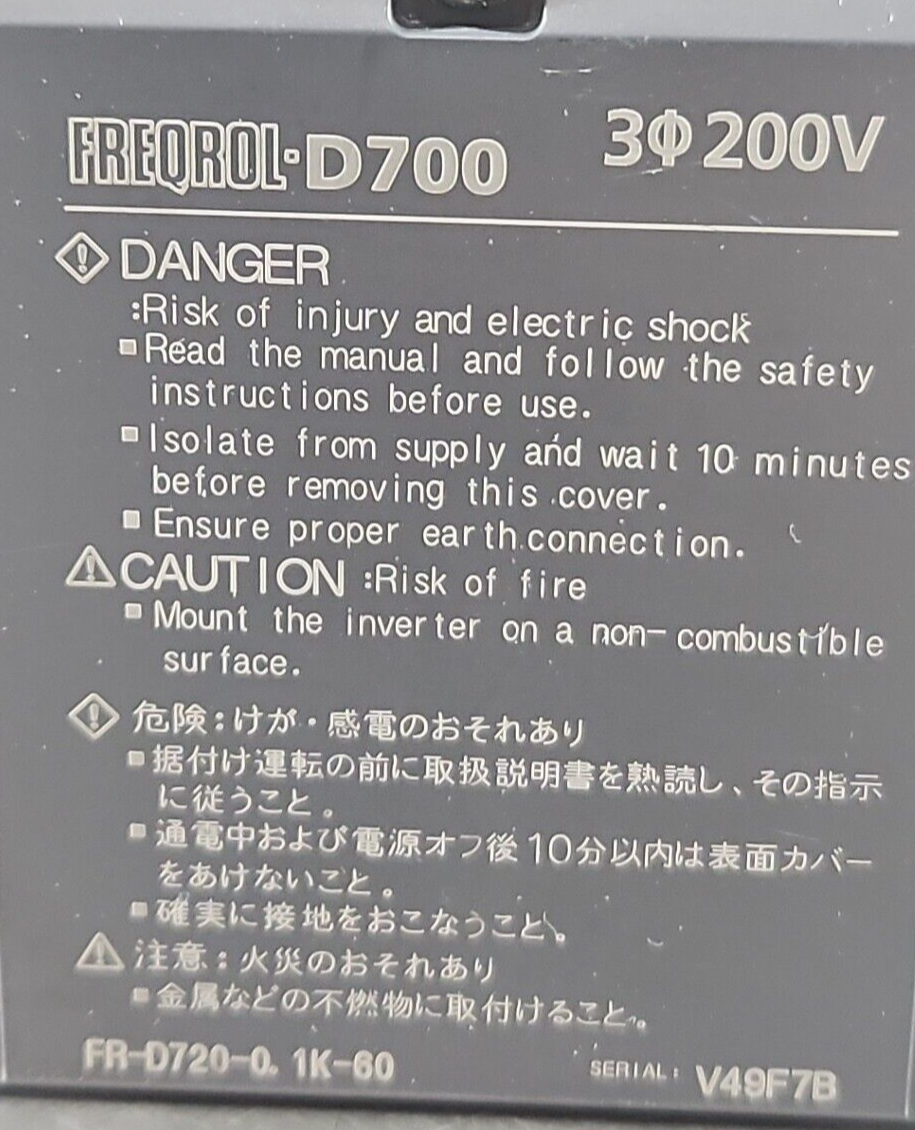 FREQROL-D700 3Φ200V
DANGER
:Risk of injury and electric shock
Read the manual and follow the safety
instructions before use.
Isolate from supply and wait 10 minutes
before removing this cover.
Ensure proper earth connection.
CAUTION :Risk of fire
Mount the inverter on a non-combustible
surface.
危険:けが・感電のおそれあり
据付け運転の前に取扱説明書を熟読し、その指示
に従うこと。
通電中および電源オフ後10分以内は表面カバー
をあけないこと。
確実に接地をおこなうこと。
注意:火災のおそれあり
金属などの不燃物に取付けること。
FR-D720-0.1K-60 SERIAL: V49F7B